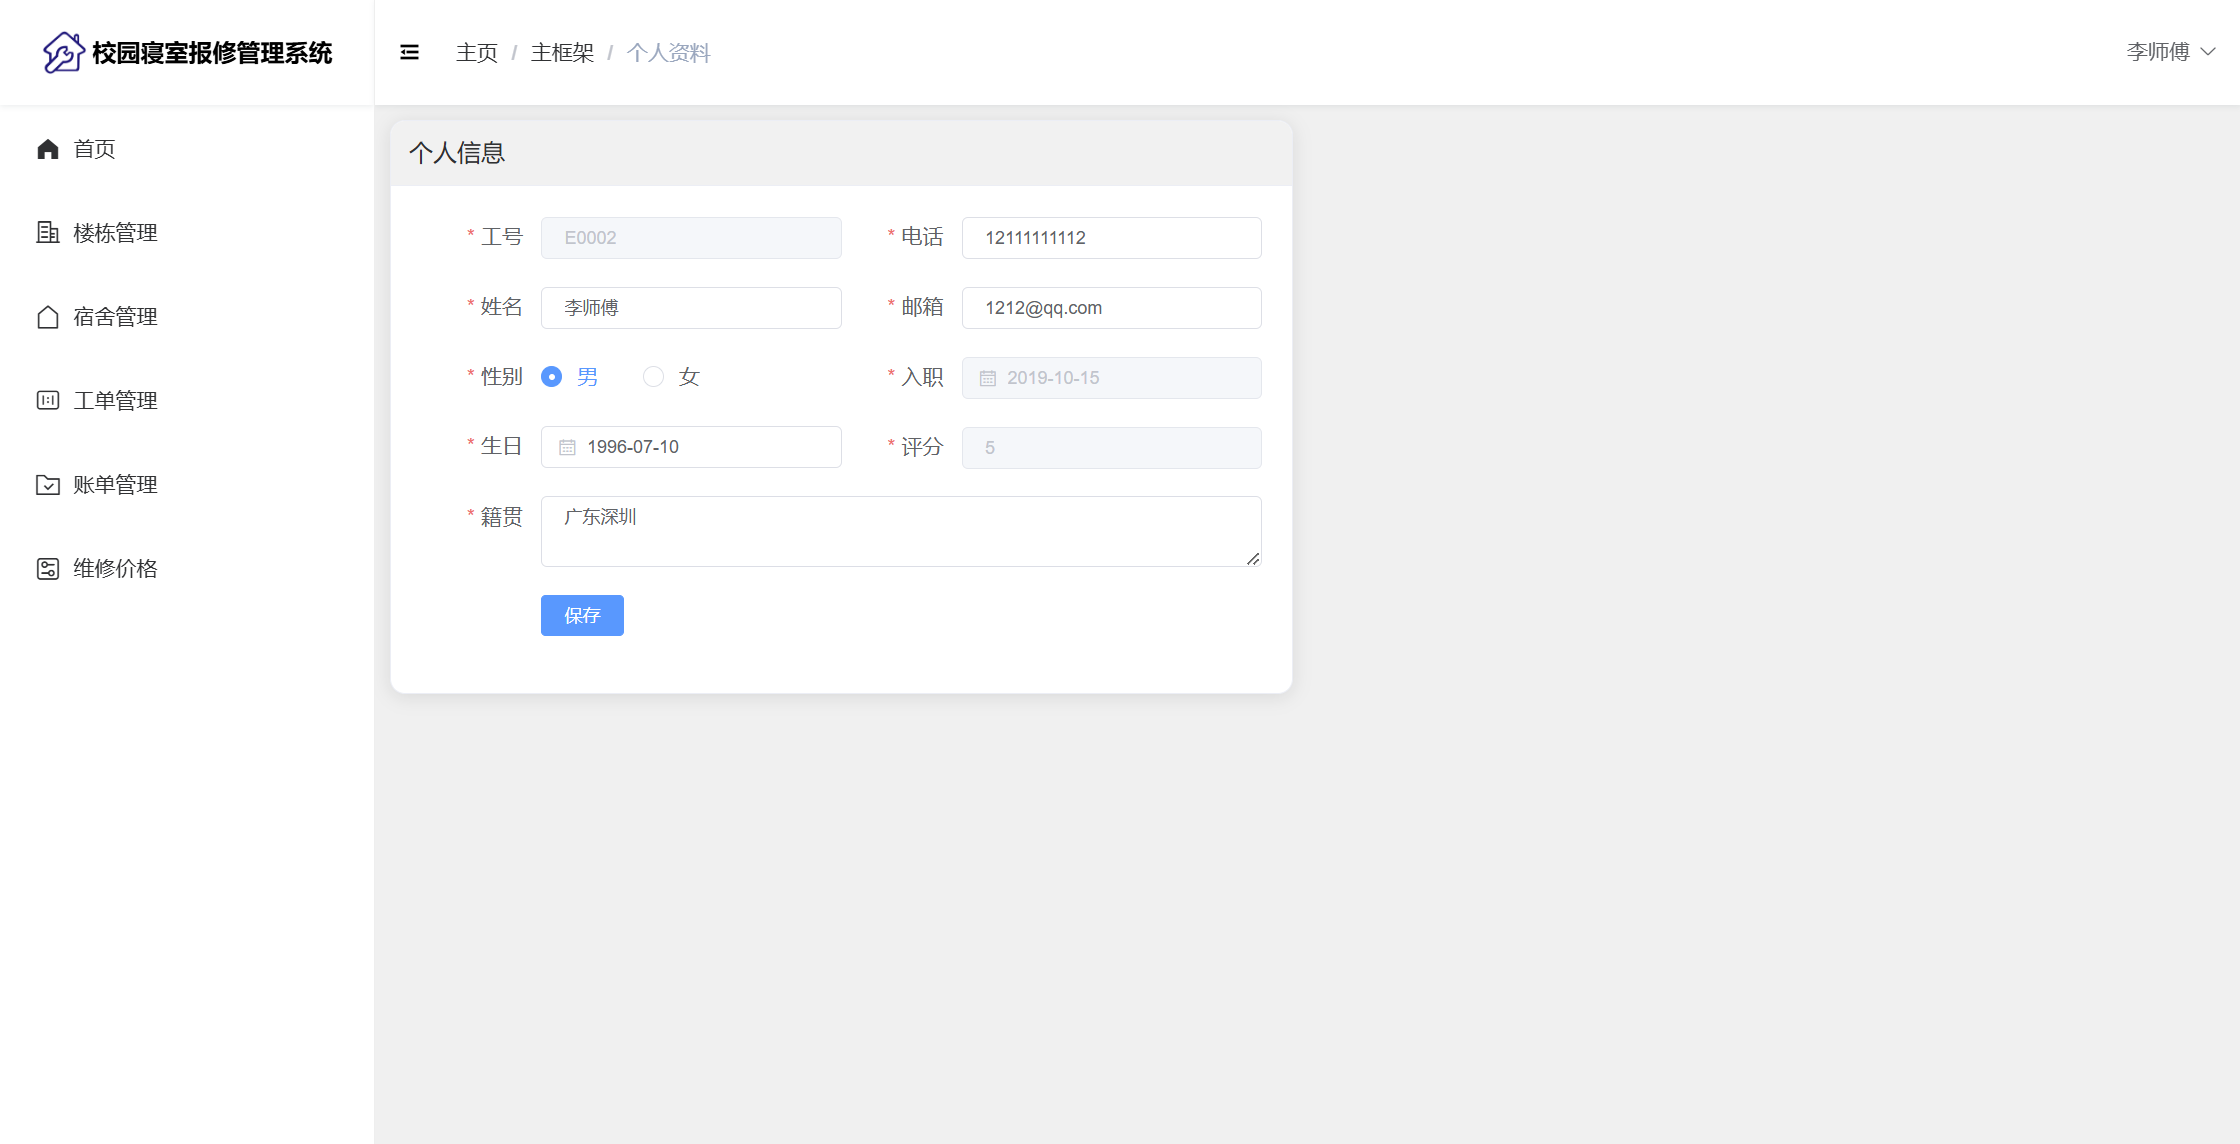 校园寝室报修管理系统
主页 / 主框架 / 个人资料
李师傅
首页
楼栋管理
宿舍管理
工单管理
账单管理
维修价格
个人信息
* 工号 E0002
* 电话 12111111112
* 姓名 李师傅
* 邮箱 1212@qq.com
* 性别 男 女
* 入职 2019-10-15
* 生日 1996-07-10
* 评分 5
* 籍贯 广东深圳
保存